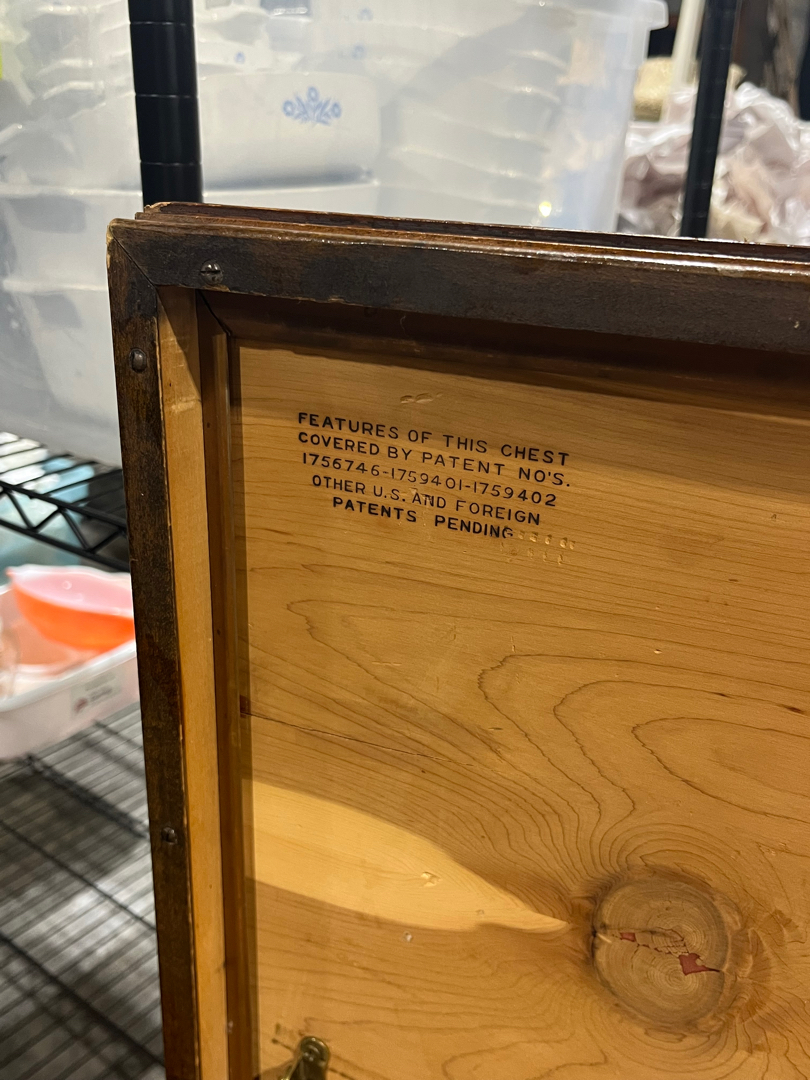 FEATURES OF THIS CHEST
COVERED BY PATENT NO'S.
1756746-1759401-1759402
OTHER U.S. AND FOREIGN
PATENTS PENDING